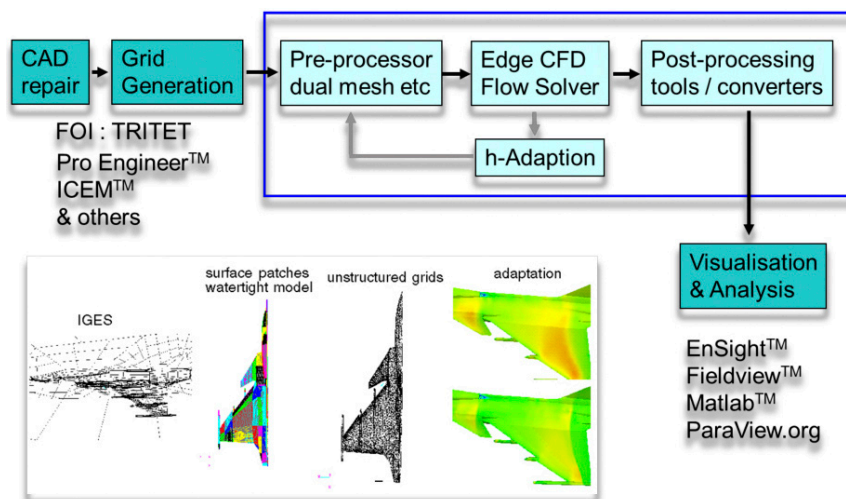 CAD
repair
Grid
Generation
Pre-processor
dual mesh etc
Edge CFD
Flow Solver
Post-processing
tools / converters
h-Adaption
FOI : TRITET
Pro Engineer™
ICEM™
& others
Visualisation
& Analysis
EnSight™
Fieldview™
Matlab™
ParaView.org
IGES
surface patches
watertight model
unstructured grids
adaptation